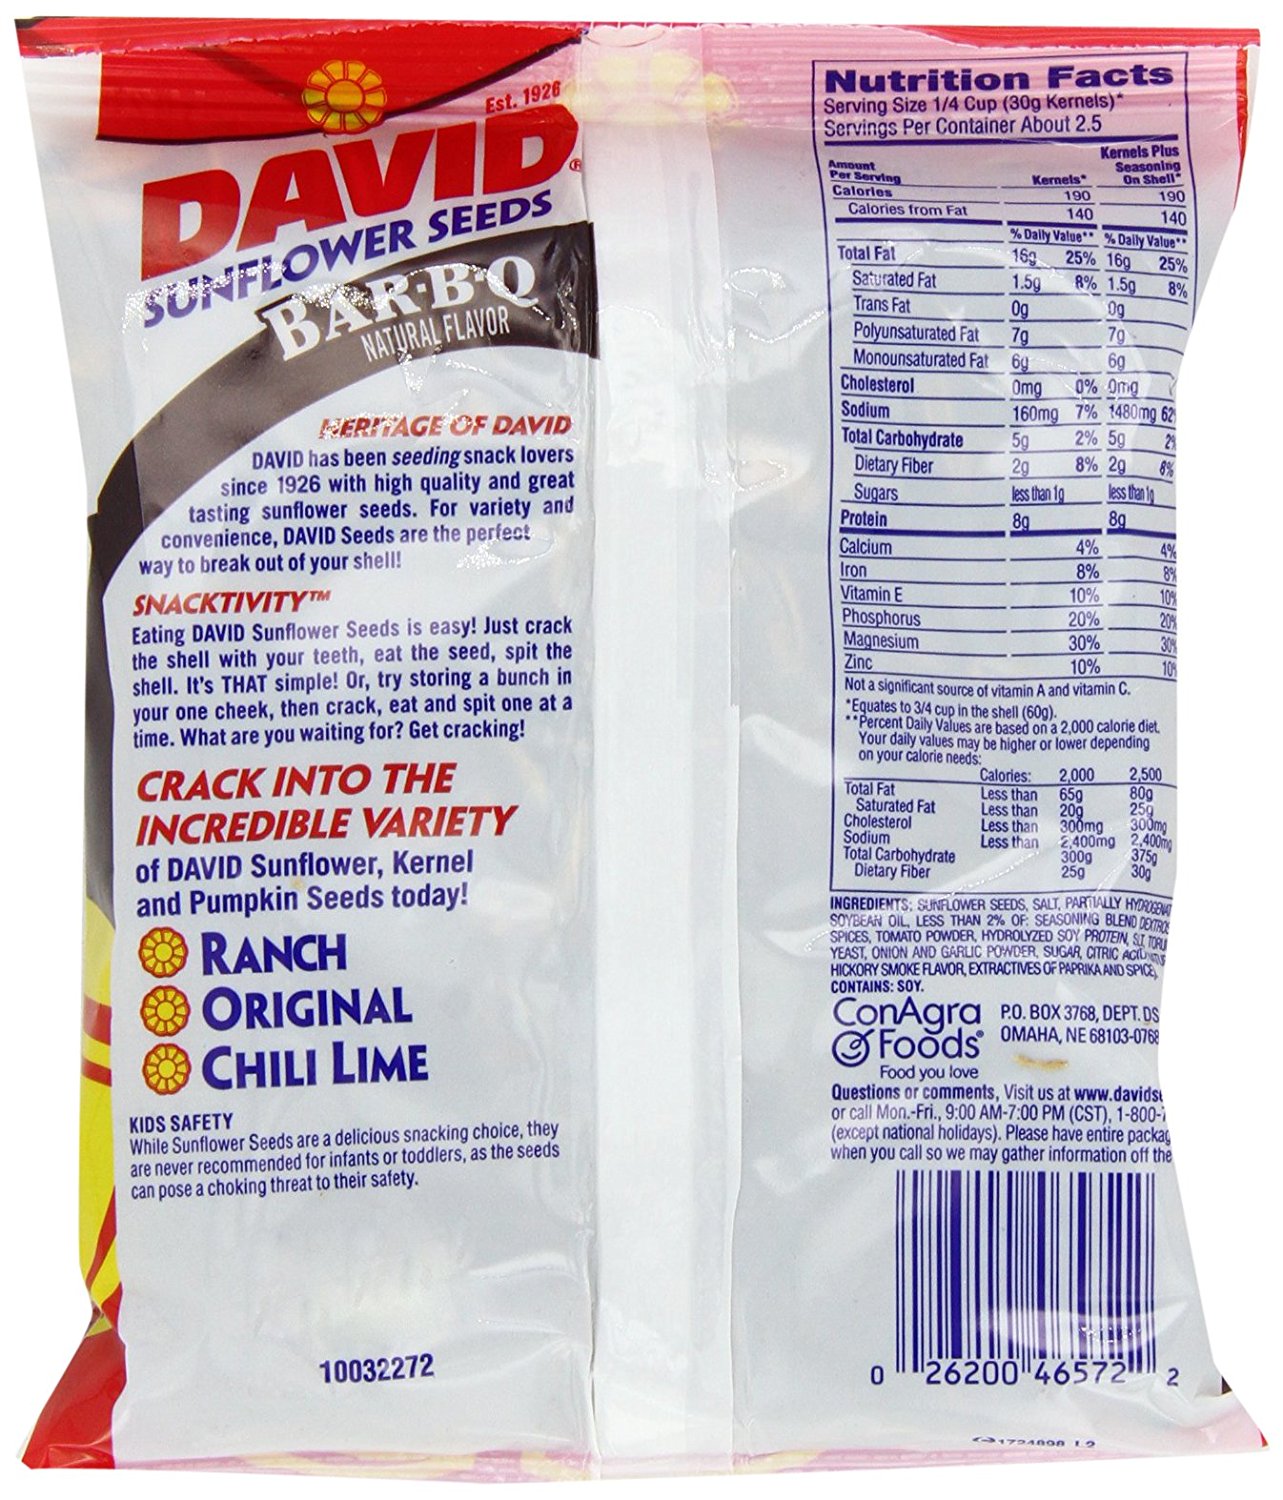 Est. 1926
DAVID®
SUNFLOWER SEEDS
BAR-B-Q
NATURAL FLAVOR
HERITAGE OF DAVID
DAVID has been seeding snack lovers
since 1926 with high quality and great
tasting sunflower seeds. For variety and
convenience, DAVID Seeds are the perfect
way to break out of your shell!
SNACKTIVITY™
Eating DAVID Sunflower Seeds is easy! Just crack
the shell with your teeth, eat the seed, spit the
shell. It's THAT simple! Or, try storing a bunch in
your one cheek, then crack, eat and spit one at a
time. What are you waiting for? Get cracking!
CRACK INTO THE
INCREDIBLE VARIETY
of DAVID Sunflower, Kernel
and Pumpkin Seeds today!
RANCH
ORIGINAL
CHILI LIME
KIDS SAFETY
While Sunflower Seeds are a delicious snacking choice, they
are never recommended for infants or toddlers, as the seeds
can pose a choking threat to their safety.
10032272
Nutrition Facts
Serving Size 1/4 Cup (30g Kernels)*
Servings Per Container About 2.5
Amount Per Serving Kernels* Kernels Plus Seasoning On Shell*
Calories 190 190
Calories from Fat 140 140
% Daily Value** % Daily Value**
Total Fat 16g 25% 16g 25%
Saturated Fat 1.5g 8% 1.5g 8%
Trans Fat 0g 0g
Polyunsaturated Fat 7g 7g
Monounsaturated Fat 6g 6g
Cholesterol 0mg 0% 0mg
Sodium 160mg 7% 1480mg 62%
Total Carbohydrate 5g 2% 5g 2%
Dietary Fiber 2g 8% 2g 8%
Sugars less than 1g less than 1g
Protein 8g 8g
Calcium 4% 4%
Iron 8% 8%
Vitamin E 10% 10%
Phosphorus 20% 20%
Magnesium 30% 30%
Zinc 10% 10%
Not a significant source of vitamin A and vitamin C.
*Equates to 3/4 cup in the shell (60g).
**Percent Daily Values are based on a 2,000 calorie diet.
Your daily values may be higher or lower depending
on your calorie needs:
Calories: 2,000 2,500
Total Fat Less than 65g 80g
Saturated Fat Less than 20g 25g
Cholesterol Less than 300mg 300mg
Sodium Less than 2,400mg 2,400mg
Total Carbohydrate 300g 375g
Dietary Fiber 25g 30g
INGREDIENTS: SUNFLOWER SEEDS, SALT, PARTIALLY HYDROGENAT
SOYBEAN OIL, LESS THAN 2% OF: SEASONING BLEND DEXTROS
SPICES, TOMATO POWDER, HYDROLYZED SOY PROTEIN,
YEAST, ONION AND GARLIC POWDER, SUGAR, CITRIC ACID,
HICKORY SMOKE FLAVOR, EXTRACTIVES OF PAPRIKA AND SPICE
CONTAINS: SOY.
ConAgra
Foods®
Food you love
P.O. BOX 3768, DEPT. DS
OMAHA, NE 68103-0768
Questions or comments, Visit us at www.davids
or call Mon.-Fri., 9:00 AM-7:00 PM (CST), 1-800-7
(except national holidays). Please have entire packag
when you call so we may gather information off the
0 26200 46572 2